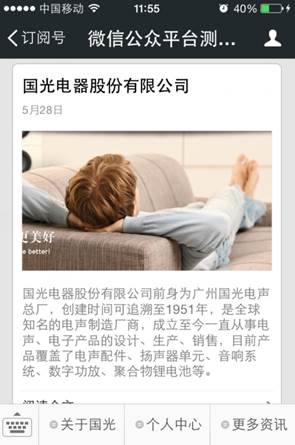 中国移动
11:55
40%
订阅号
微信公众平台测...
国光电器股份有限公司
5月28日
更美好
e better!
国光电器股份有限公司前身为广州国光电声
总厂，创建时间可追溯至1951年，是全球
知名的电声制造厂商，成立至今一直从事电
声、电子产品的设计、生产、销售，目前产
品覆盖了电声配件、扬声器单元、音响系
统、数字功放、聚合物锂电池等。
阅读全文
关于国光
个人中心
更多资讯